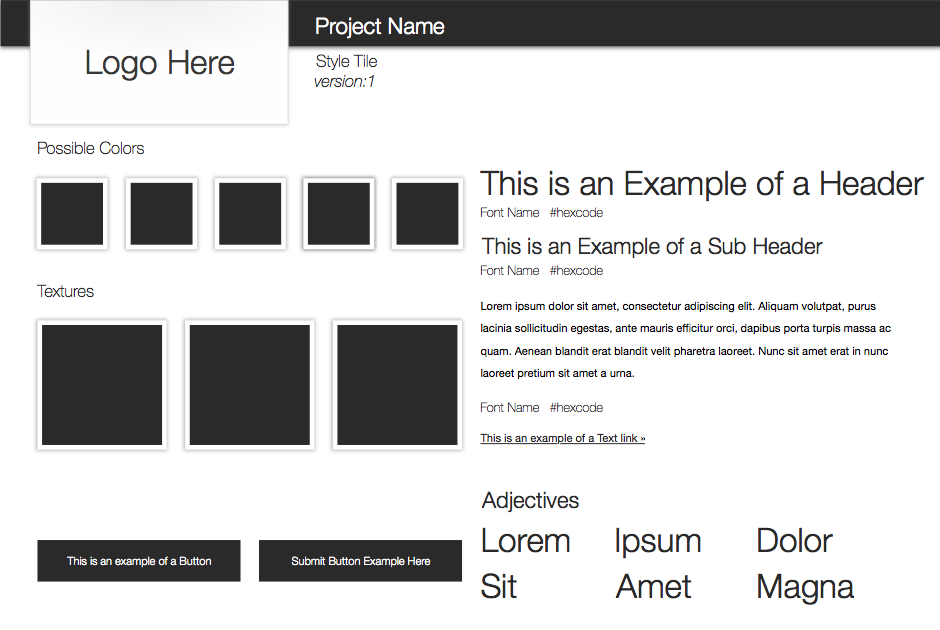 Project Name
Logo Here
Style Tile
version:1
Possible Colors
Textures
This is an example of a Button
Submit Button Example Here
This is an Example of a Header
Font Name #hexcode
This is an Example of a Sub Header
Font Name #hexcode
Lorem ipsum dolor sit amet, consectetur adipiscing elit. Aliquam volutpat, purus
lacinia sollicitudin egestas, ante mauris efficitur orci, dapibus porta turpis massa ac
quam. Aenean blandit erat blandit velit pharetra laoreet. Nunc sit amet erat in nunc
laoreet pretium sit amet a urna.
Font Name #hexcode
This is an example of a Text link »
Adjectives
Lorem Ipsum Dolor
Sit Amet Magna